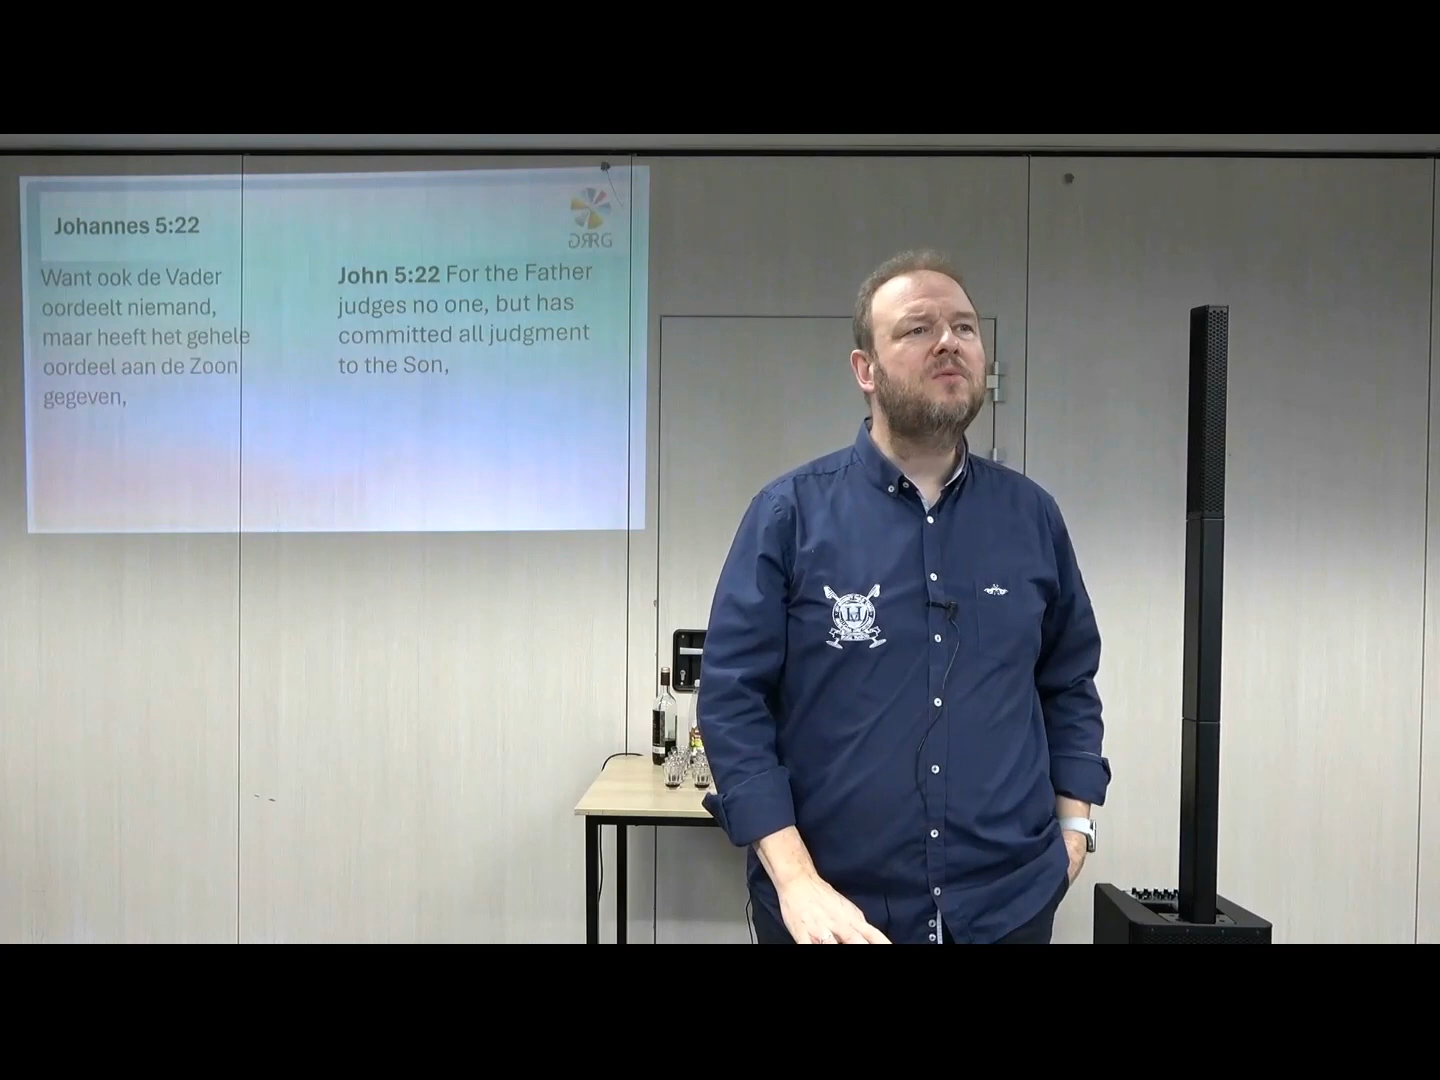 Johannes 5:22
Want ook de Vader
oordeelt niemand,
maar heeft het gehele
oordeel aan de Zoon
gegeven,
John 5:22 For the Father
judges no one, but has
committed all judgment
to the Son,
GRRG